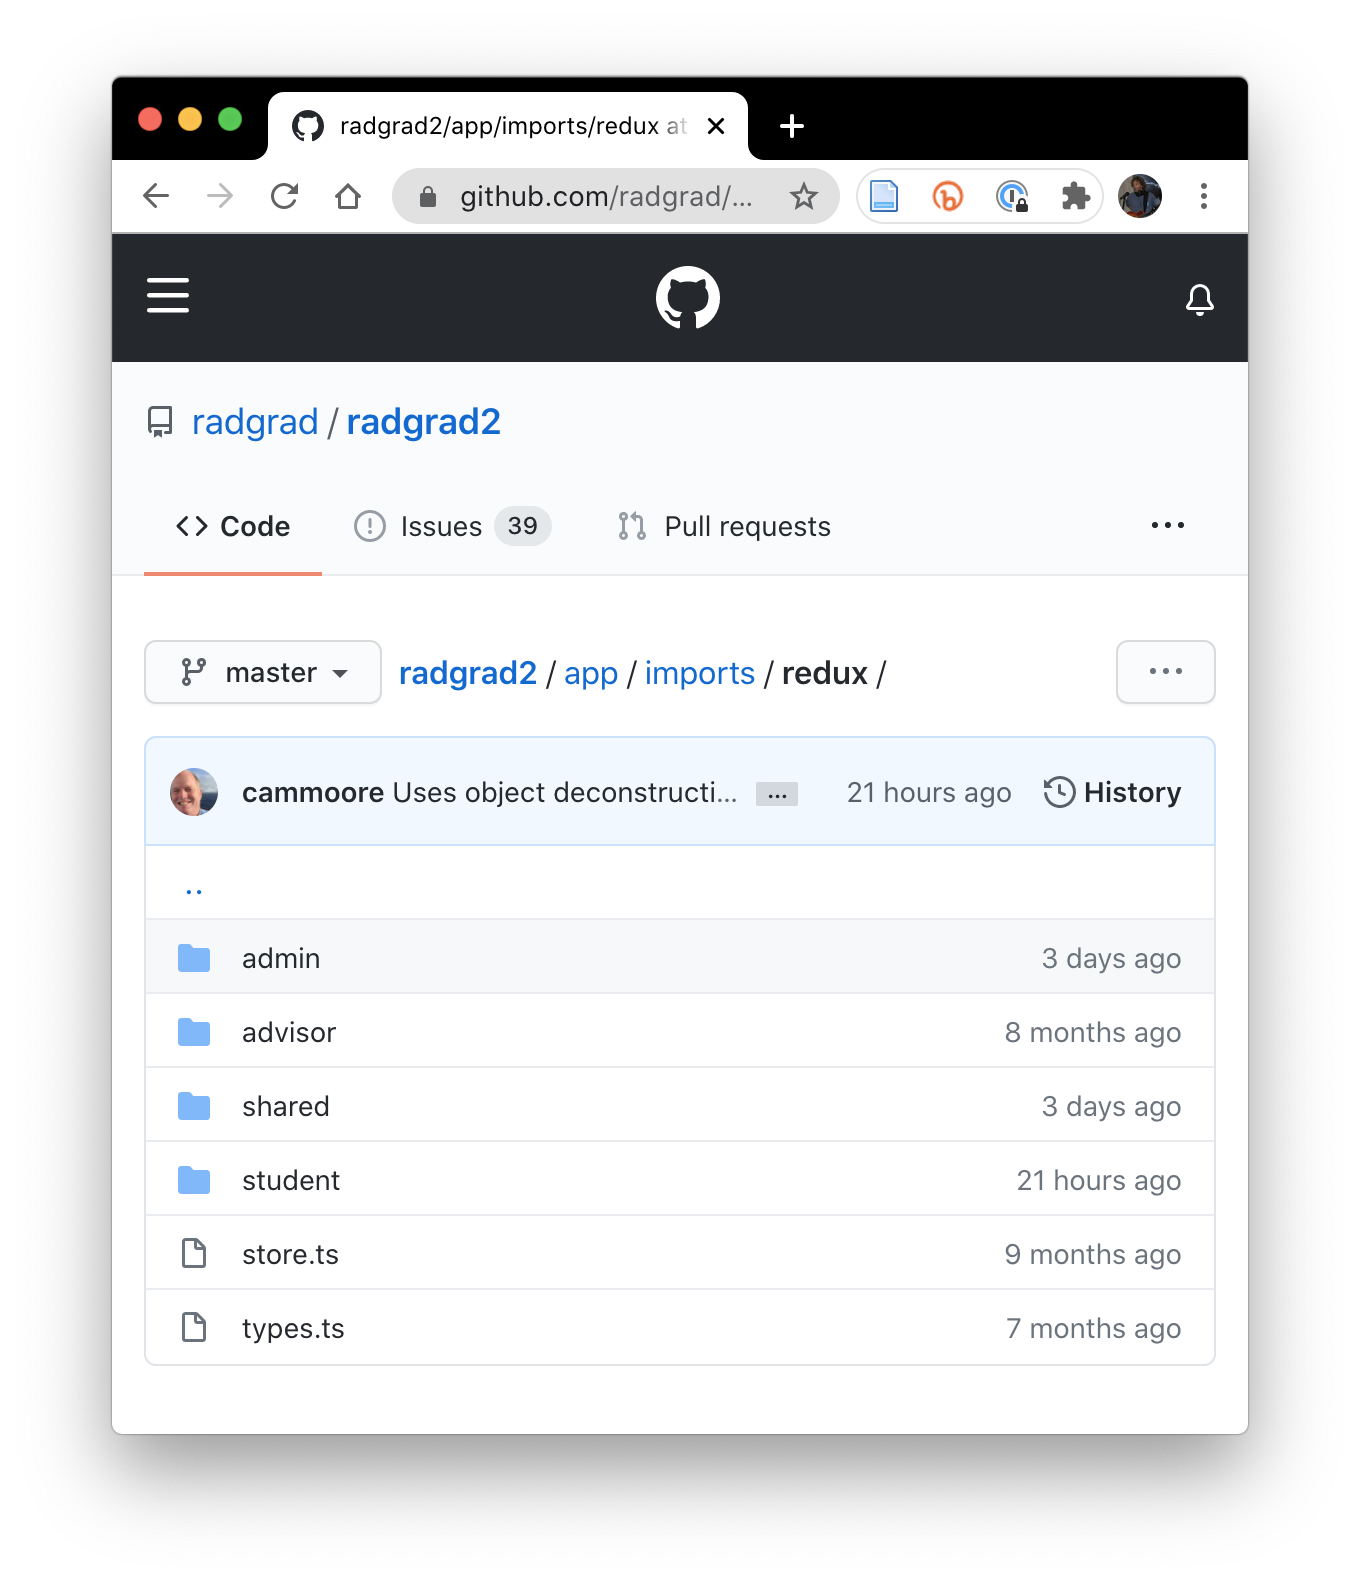 radgrad2/app/imports/redux at
github.com/radgrad/...
radgrad / radgrad2
Code Issues 39 Pull requests ...
master radgrad2 / app / imports / redux / ...
cammoore Uses object deconstructi... ... 21 hours ago History
..
admin 3 days ago
advisor 8 months ago
shared 3 days ago
student 21 hours ago
store.ts 9 months ago
types.ts 7 months ago